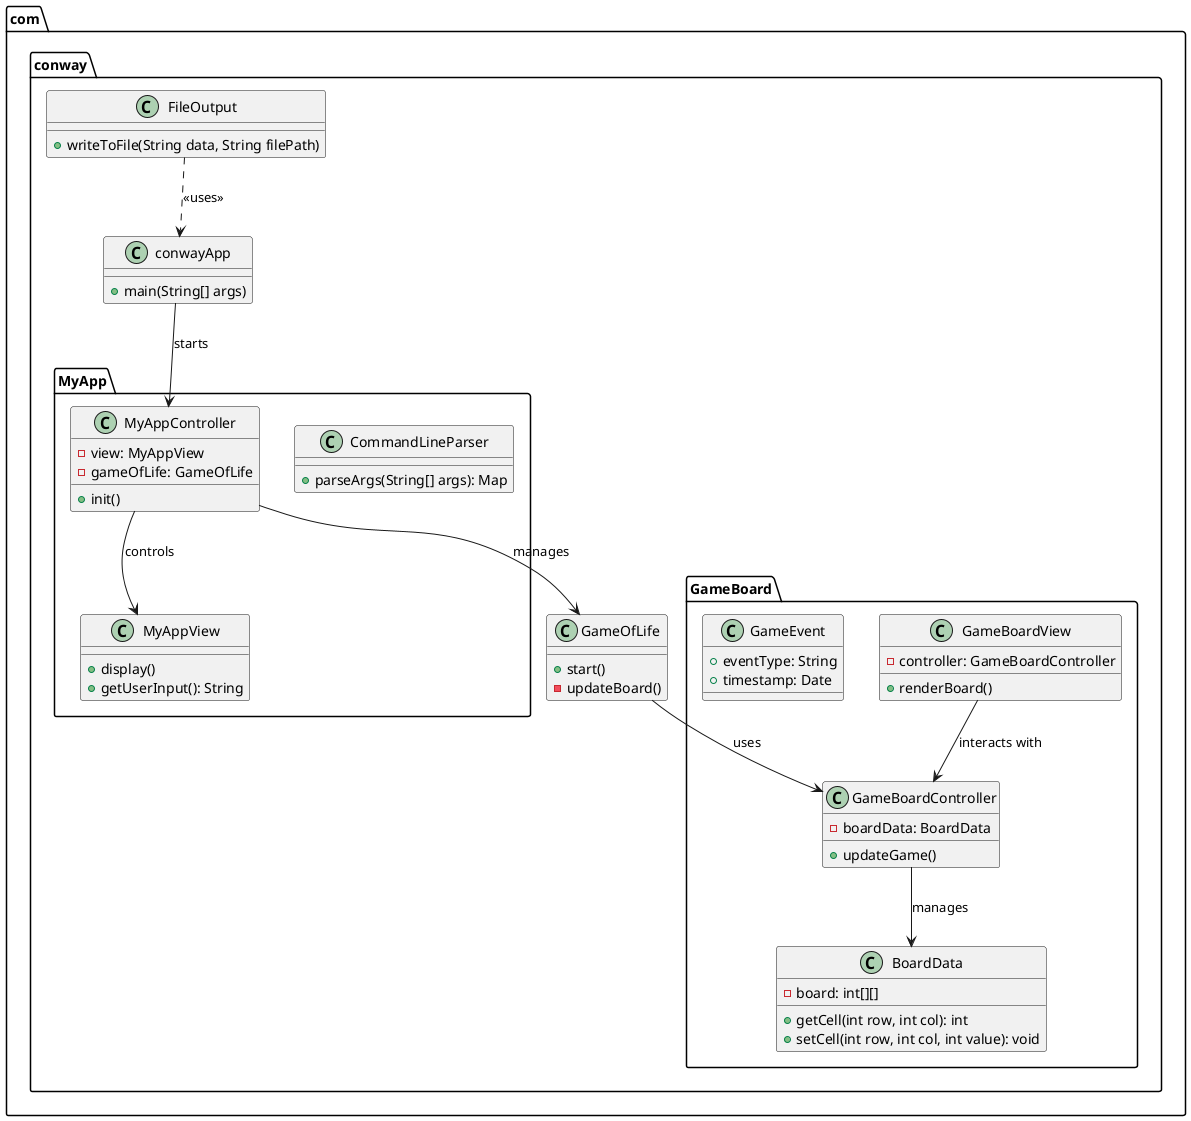 com
conway
C FileOutput
writeToFile(String data, String filePath)
«uses»
C conwayApp
main(String[] args)
starts
MyApp
C MyAppController
view: MyAppView
gameOfLife: GameOfLife
init()
C CommandLineParser
parseArgs(String[] args): Map
controls
manages
C MyAppView
display()
getUserInput(): String
C GameOfLife
start()
updateBoard()
uses
GameBoard
C GameEvent
eventType: String
timestamp: Date
C GameBoardView
controller: GameBoardController
renderBoard()
interacts with
C GameBoardController
boardData: BoardData
updateGame()
manages
C BoardData
board: int[][]
getCell(int row, int col): int
setCell(int row, int col, int value): void